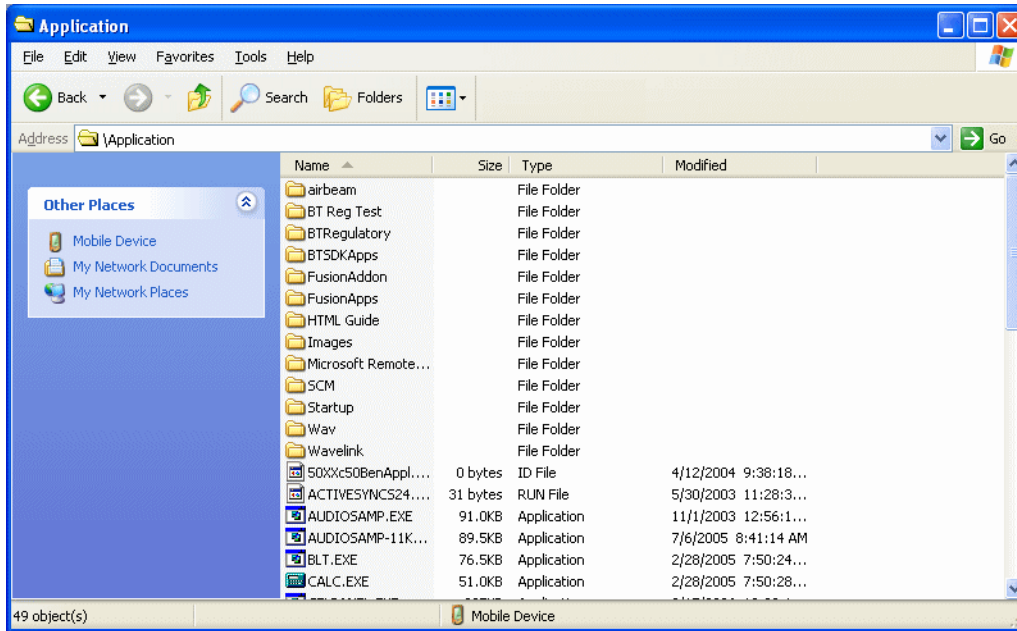 Application
File Edit View Favorites Tools Help
Back Search Folders
Address \Application Go
Name Size Type Modified
Other Places
Mobile Device
My Network Documents
My Network Places
airbeam File Folder
BT Reg Test File Folder
BTRegulatory File Folder
BTSDKApps File Folder
FusionAddon File Folder
FusionApps File Folder
HTML Guide File Folder
Images File Folder
Microsoft Remote... File Folder
SCM File Folder
Startup File Folder
Wav File Folder
Wavelink File Folder
50XXc50BenAppl.... 0 bytes ID File 4/12/2004 9:38:18...
ACTIVESYNCS24.... 31 bytes RUN File 5/30/2003 11:28:3...
AUDIOSAMP.EXE 91.0KB Application 11/1/2003 12:56:1...
AUDIOSAMP-11K... 89.5KB Application 7/6/2005 8:41:14 AM
BLT.EXE 76.5KB Application 2/28/2005 7:50:24...
CALC.EXE 51.0KB Application 2/28/2005 7:50:28...
49 object(s) Mobile Device